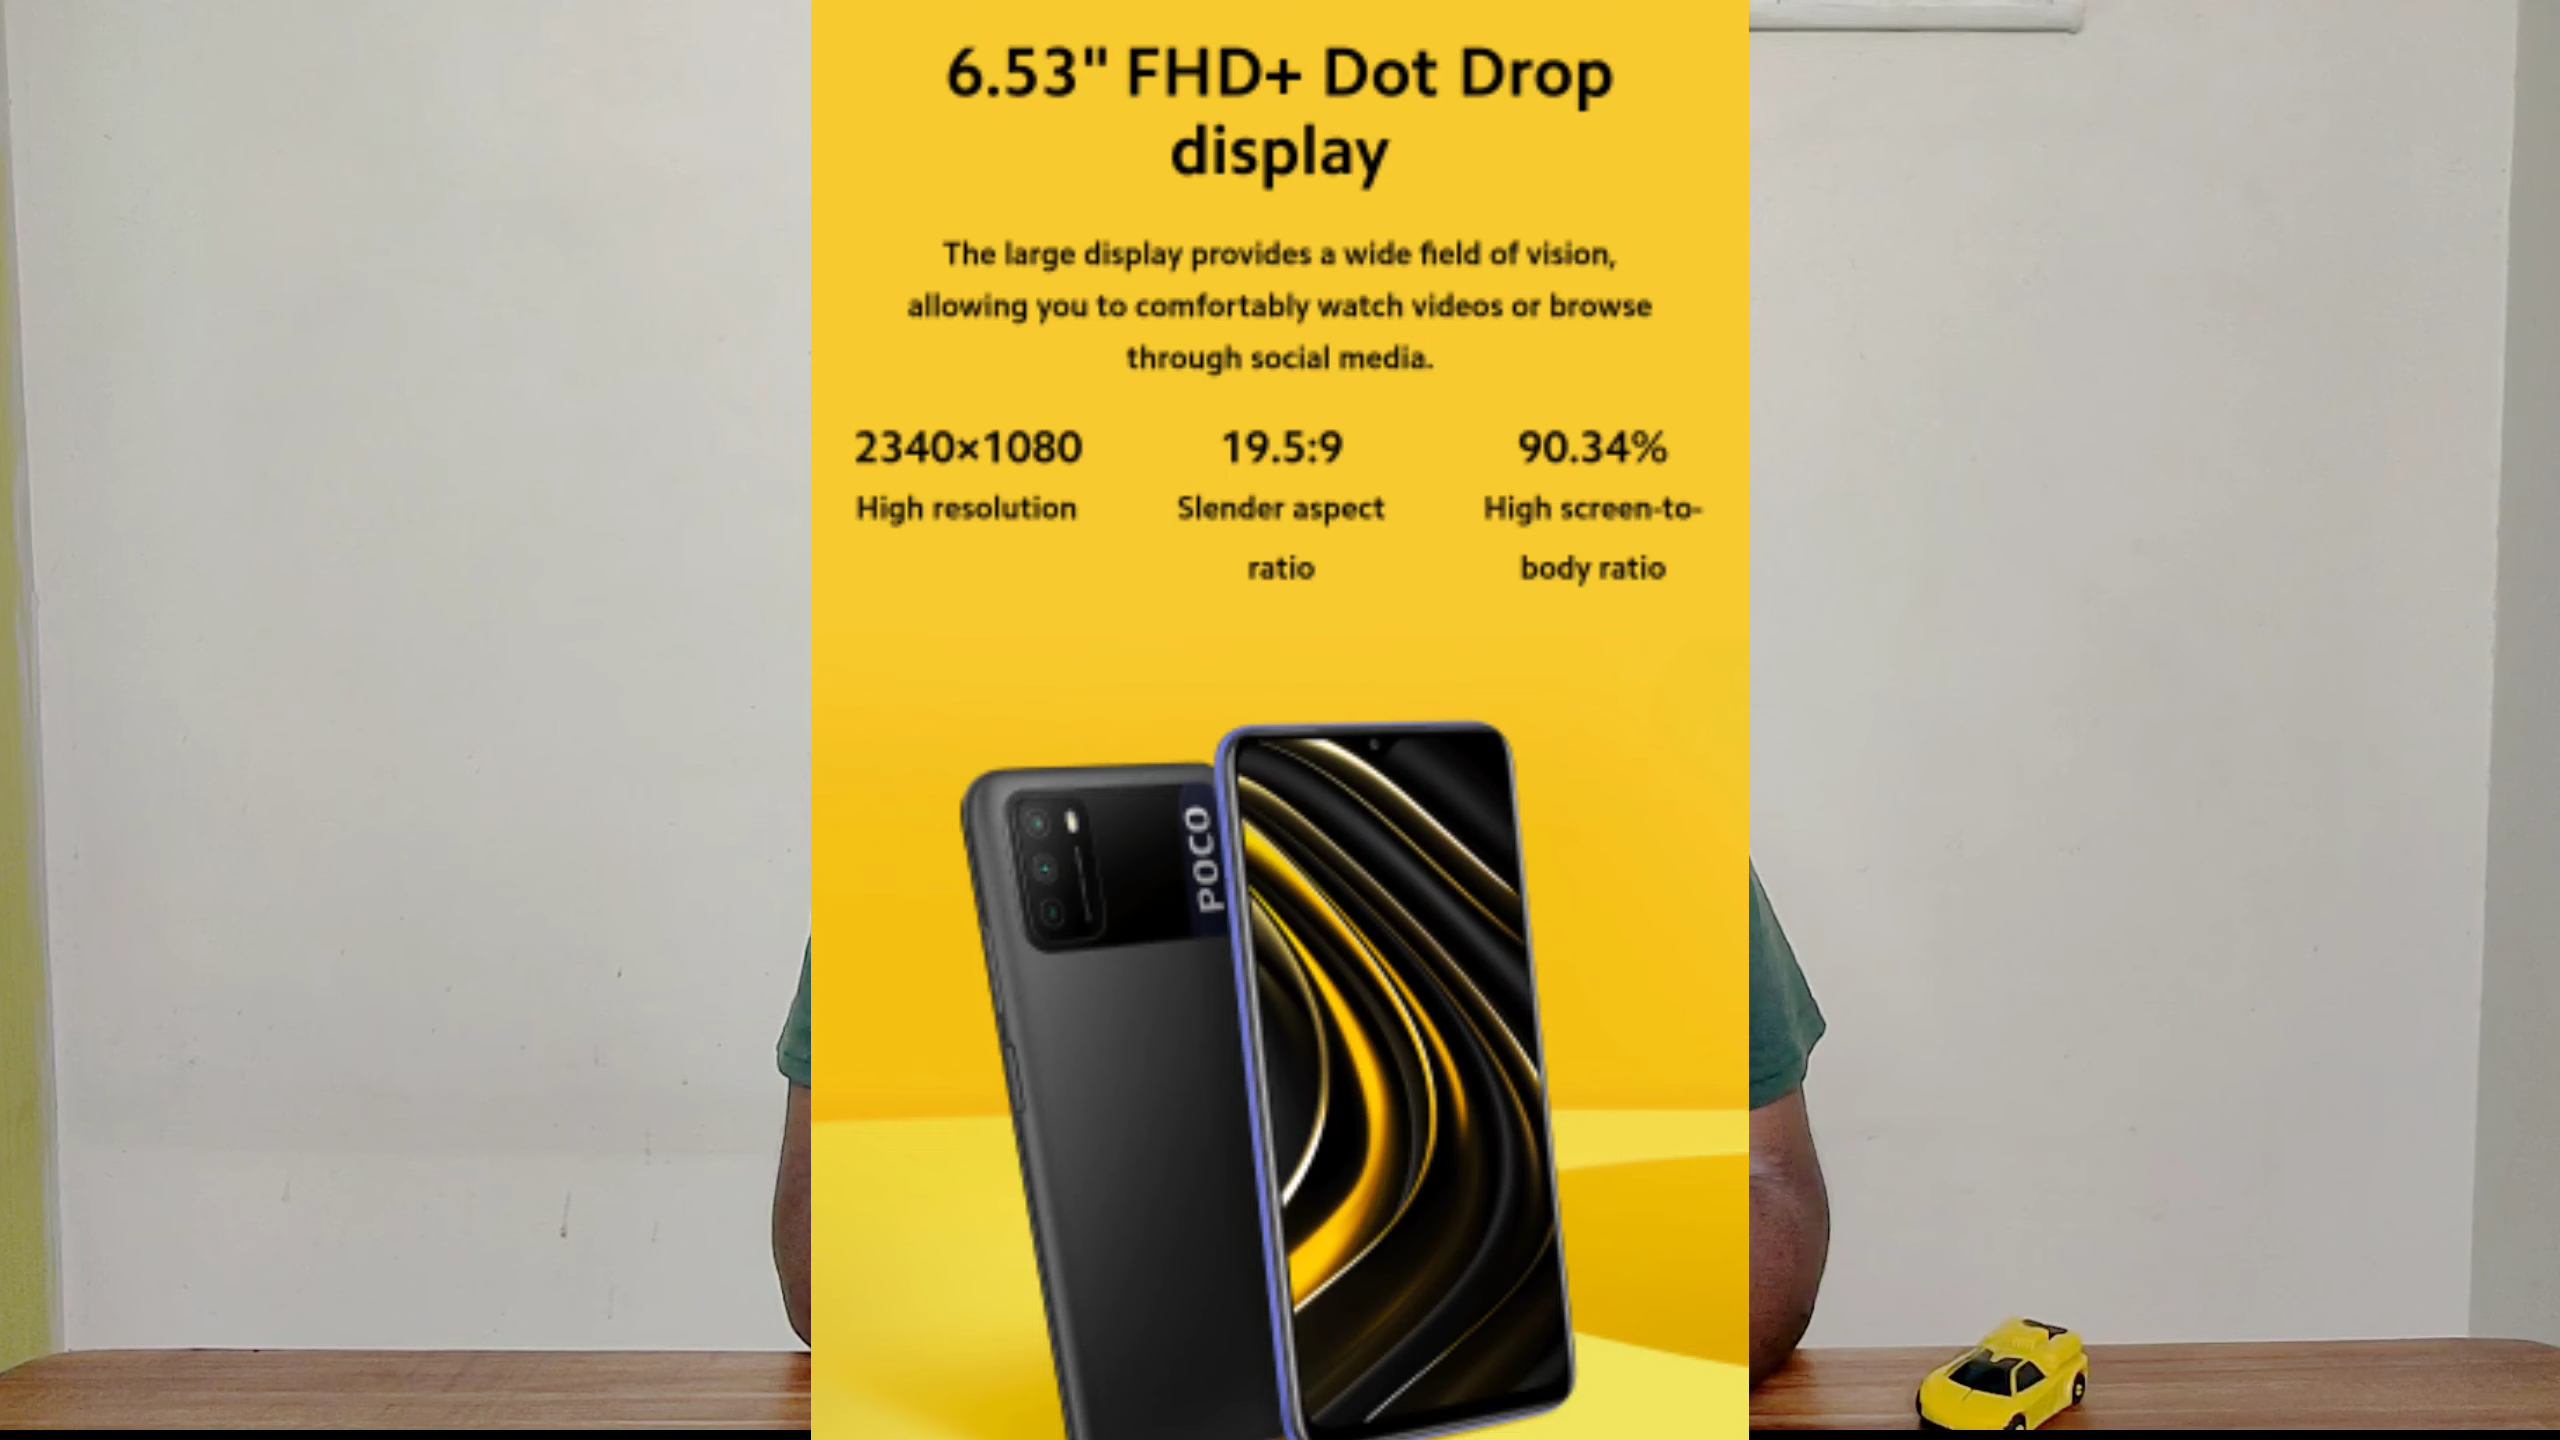 6.53" FHD+ Dot Drop
display
The large display provides a wide field of vision,
allowing you to comfortably watch videos or browse
through social media.
2340×1080 19.5:9 90.34%
High resolution Slender aspect High screen-to-
ratio body ratio
POCO